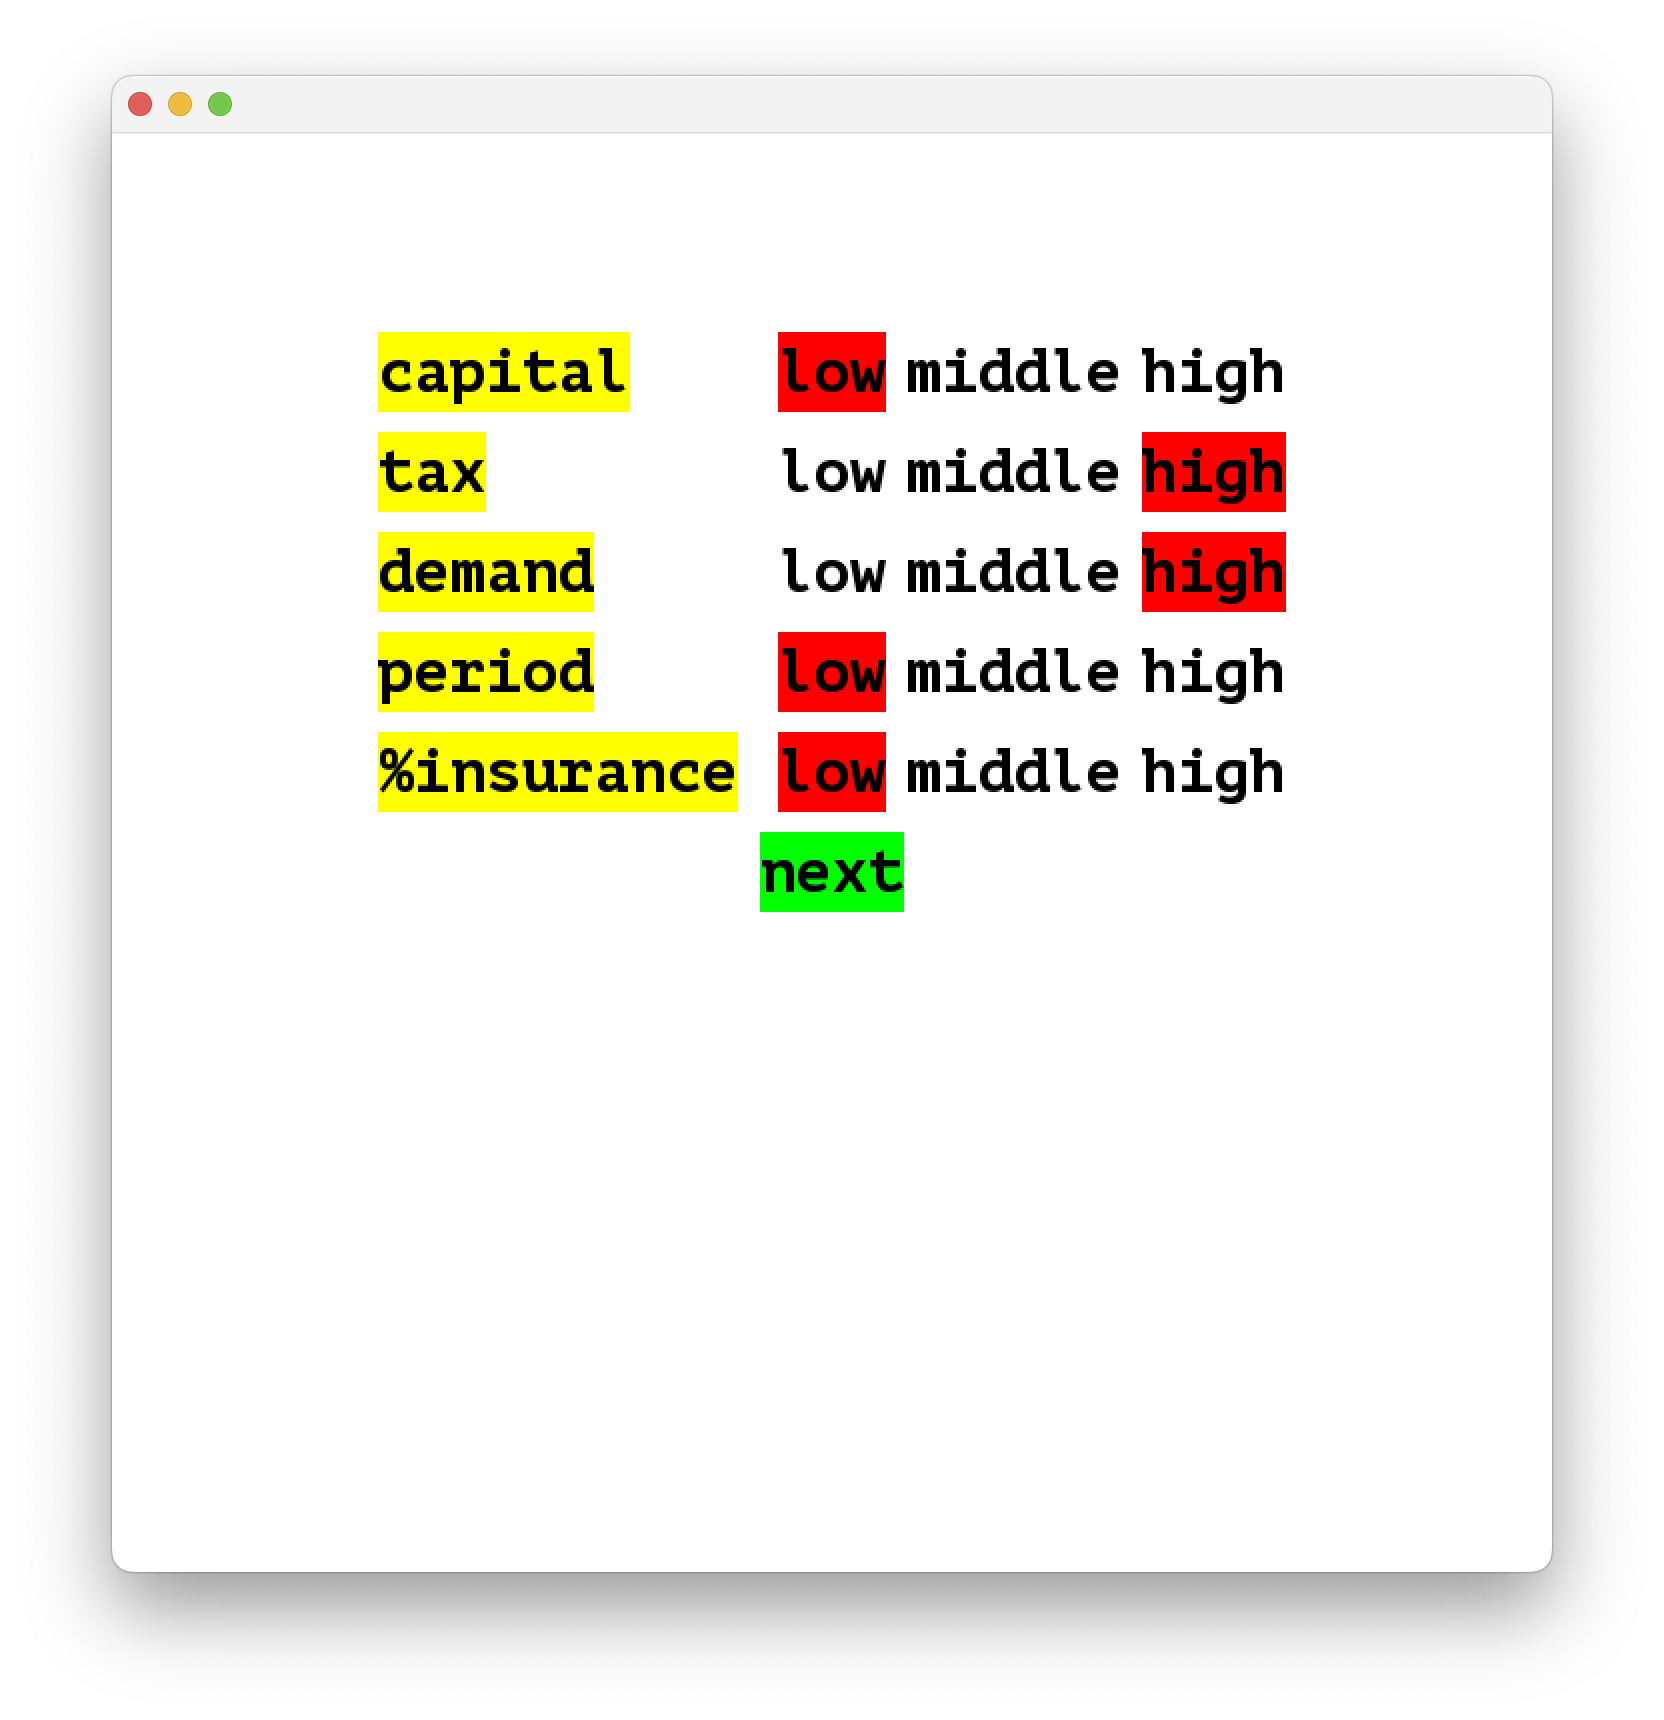 capital low middle high
tax low middle high
demand low middle high
period low middle high
%insurance low middle high
next